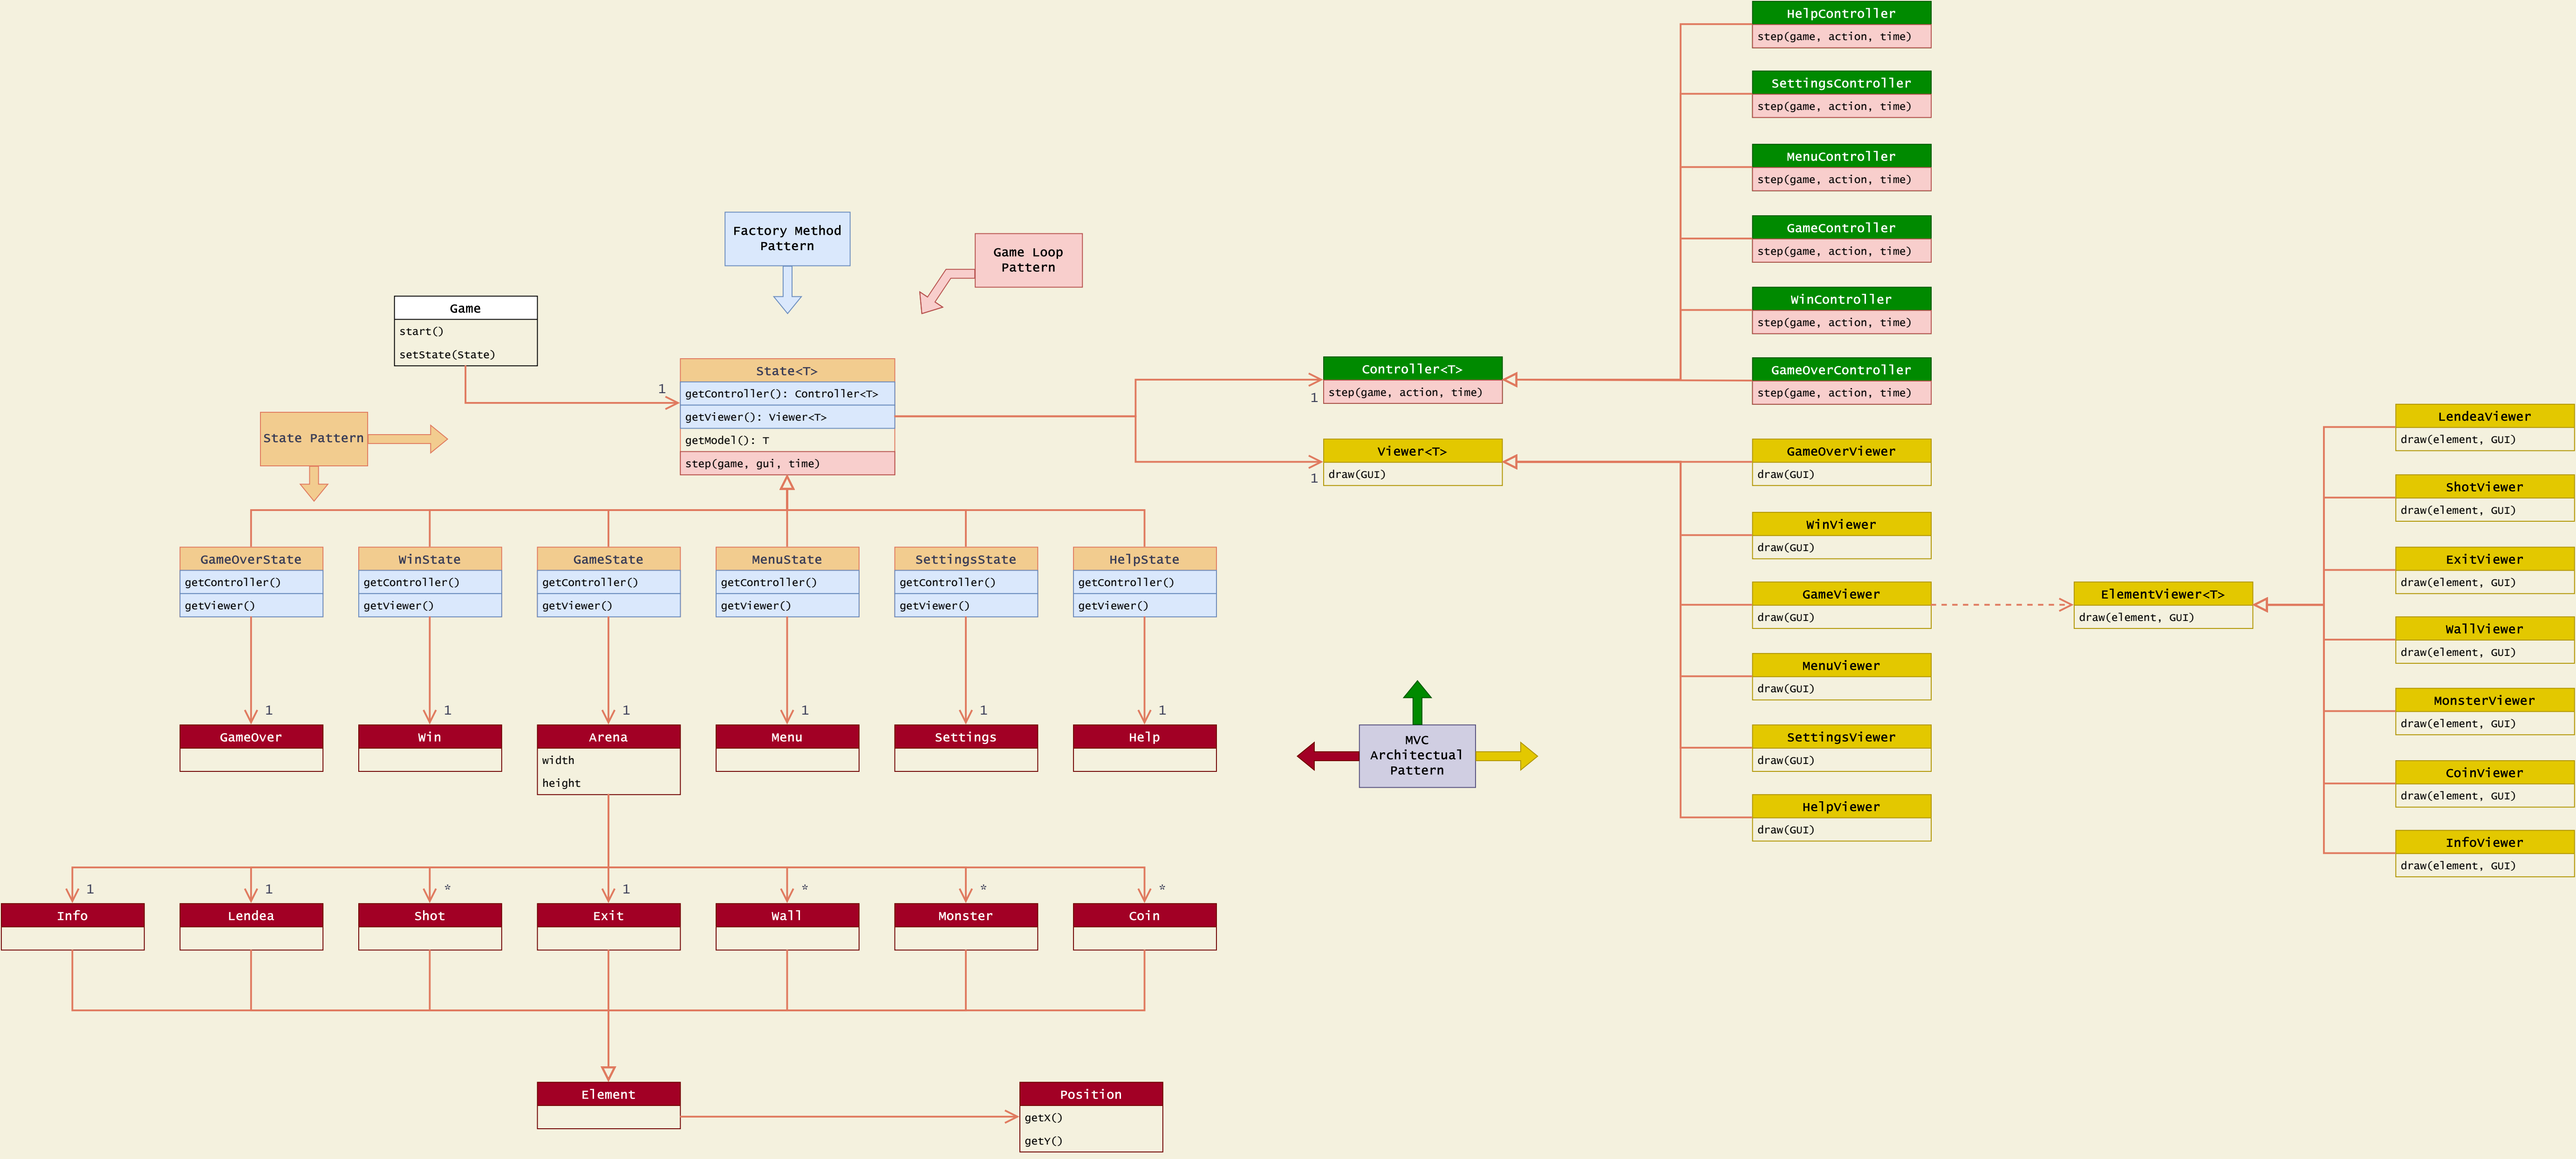 HelpController
step(game, action, time)
SettingsController
step(game, action, time)
MenuController
step(game, action, time)
GameController
step(game, action, time)
WinController
step(game, action, time)
GameOverController
step(game, action, time)
Factory Method
Pattern
Game Loop
Pattern
Game
start()
setState(State)
1
State Pattern
State<T>
getController(): Controller<T>
getViewer(): Viewer<T>
getModel(): T
step(game, gui, time)
Controller<T>
step(game, action, time)
1
Viewer<T>
draw(GUI)
1
GameOverViewer
draw(GUI)
WinViewer
draw(GUI)
GameViewer
draw(GUI)
MenuViewer
draw(GUI)
SettingsViewer
draw(GUI)
HelpViewer
draw(GUI)
ElementViewer<T>
draw(element, GUI)
LendeaViewer
draw(element, GUI)
ShotViewer
draw(element, GUI)
ExitViewer
draw(element, GUI)
WallViewer
draw(element, GUI)
MonsterViewer
draw(element, GUI)
CoinViewer
draw(element, GUI)
InfoViewer
draw(element, GUI)
GameOverState
getController()
getViewer()
WinState
getController()
getViewer()
GameState
getController()
getViewer()
MenuState
getController()
getViewer()
SettingsState
getController()
getViewer()
HelpState
getController()
getViewer()
1
1
1
1
1
1
GameOver
Win
Arena
width
height
Menu
Settings
Help
MVC
Architectual
Pattern
1
1
*
1
*
*
*
Info
Lendea
Shot
Exit
Wall
Monster
Coin
Element
Position
getX()
getY()